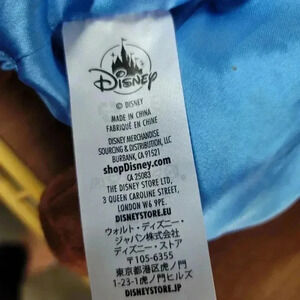 Disney
© DISNEY
MADE IN CHINA
FABRIQUÉ EN CHINE
DISNEY MERCHANDISE
SOURCING & DISTRIBUTION, LLC
BURBANK, CA 91521
shopDisney.com
CA 25083
THE DISNEY STORE LTD,
3 QUEEN CAROLINE STREET,
LONDON W6 9PE.
DISNEYSTORE.EU
ウォルト・ディズニー・
ジャパン株式会社
ディズニー・ストア
〒105-6355
東京都港区虎ノ門
1-23-1虎ノ門ヒルズ
DISNEYSTORE.JP